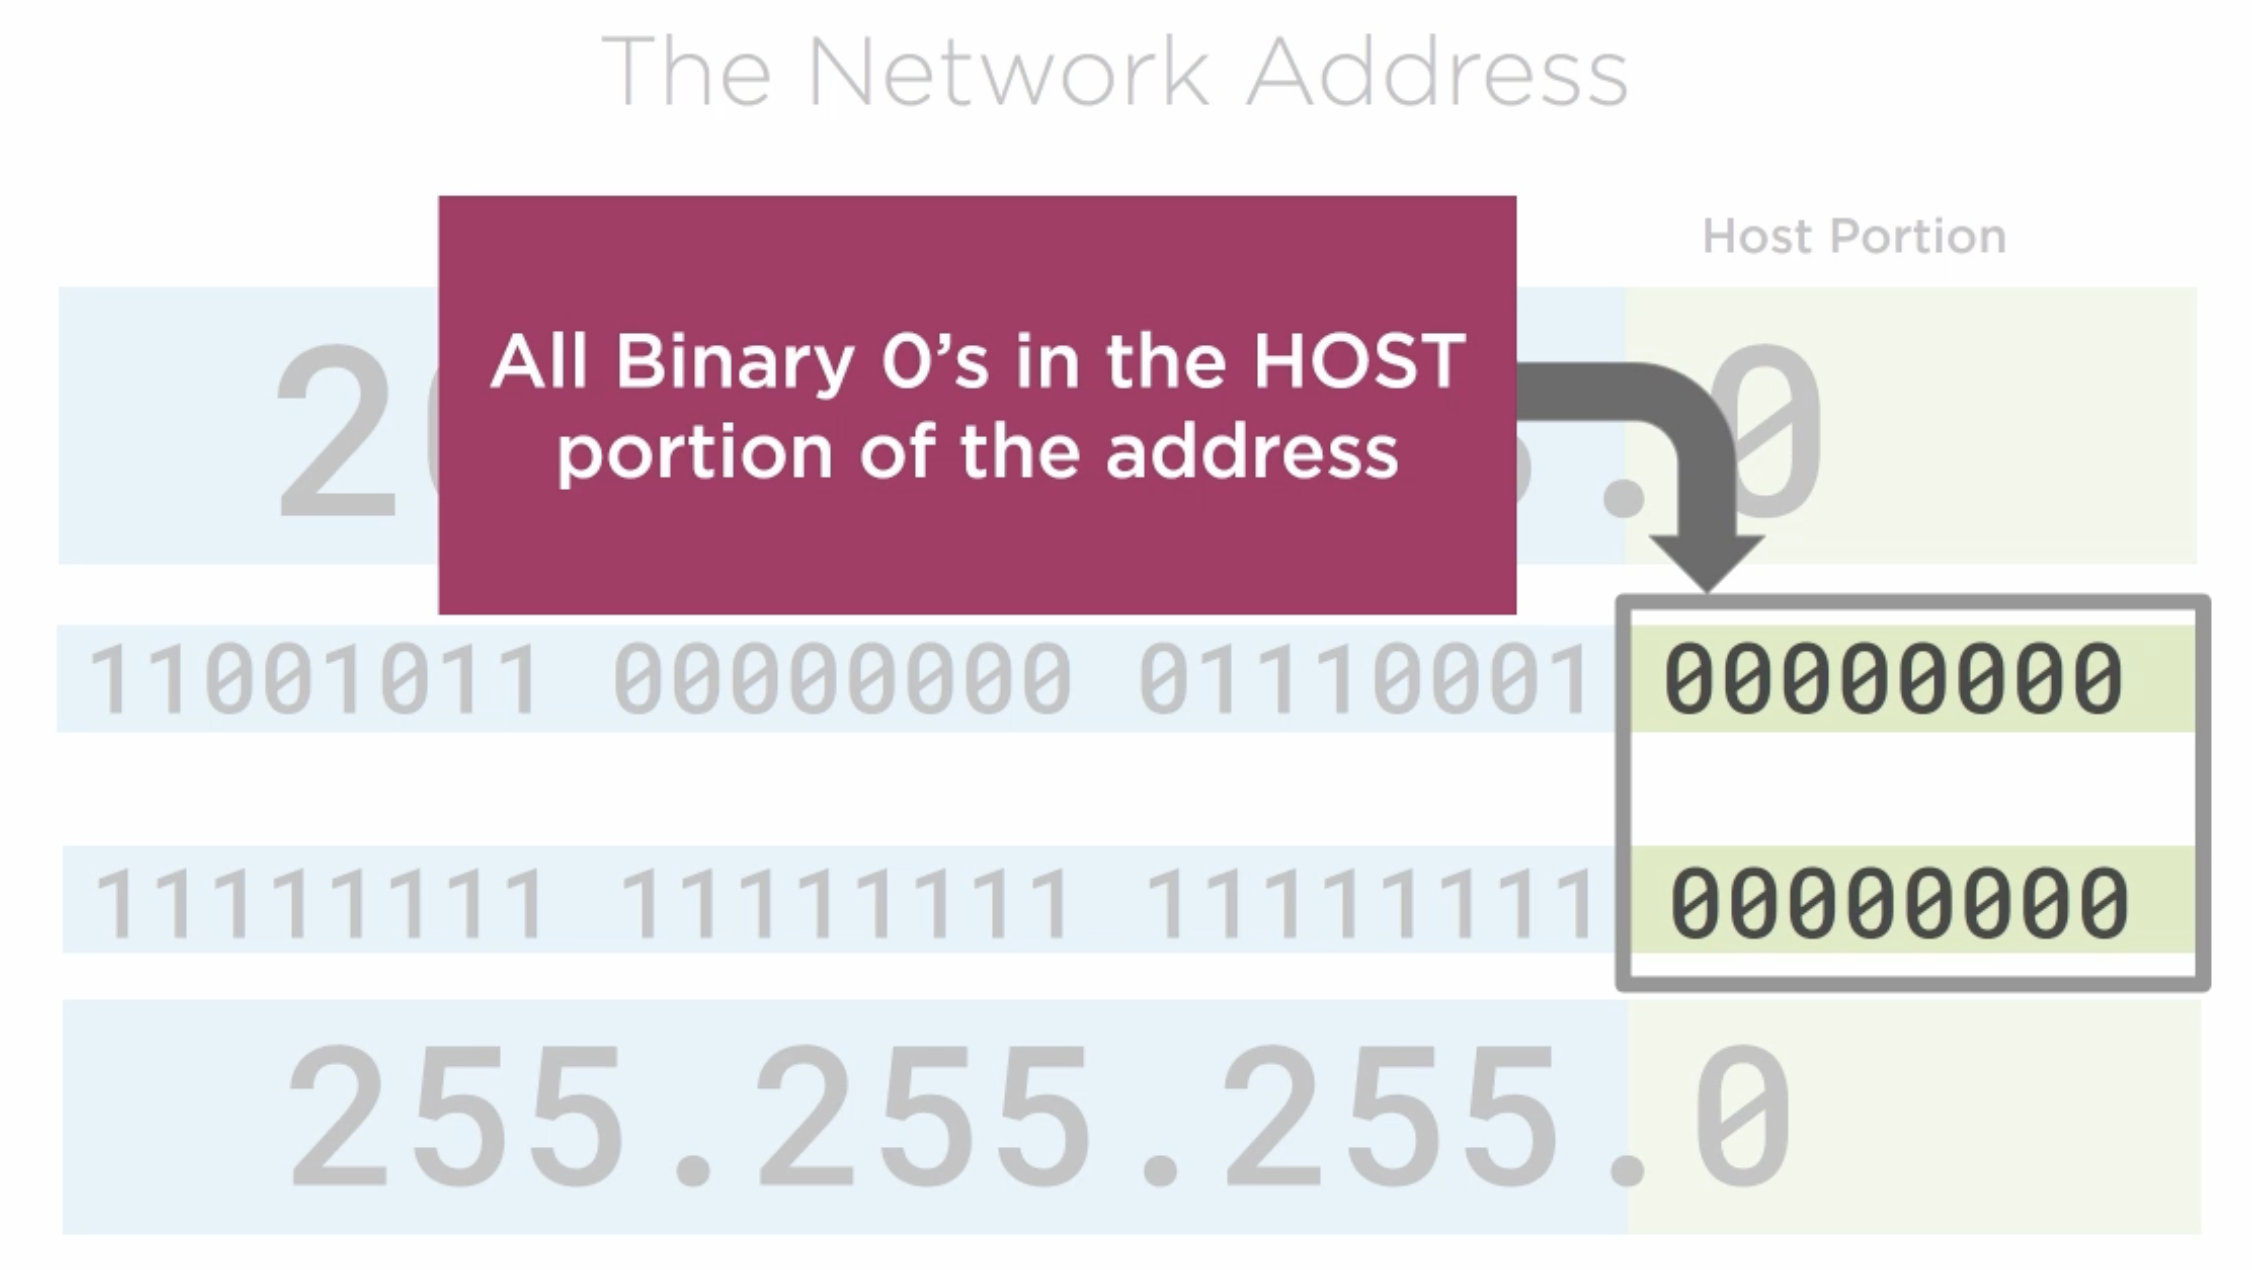 The Network Address
Host Portion
All Binary 0's in the HOST
portion of the address
2 .0
11001011 00000000 01110001 00000000
11111111 11111111 11111111 00000000
255.255.255.0